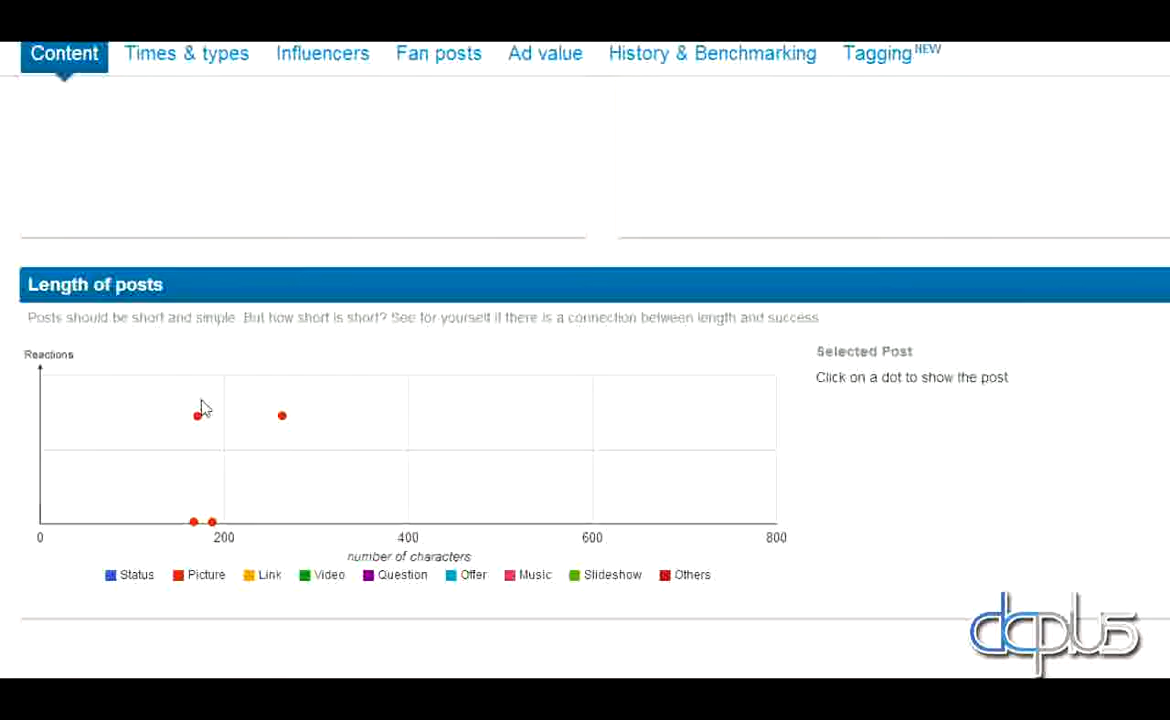 Content Times & types Influencers Fan posts Ad value History & Benchmarking Tagging NEW
Length of posts
Posts should be short and simple. But how short is short? See for yourself if there is a connection between length and success
Reactions
Selected Post
Click on a dot to show the post
0 200 400 600 800
number of characters
Status Picture Link Video Question Offer Music Slideshow Others
dcplus